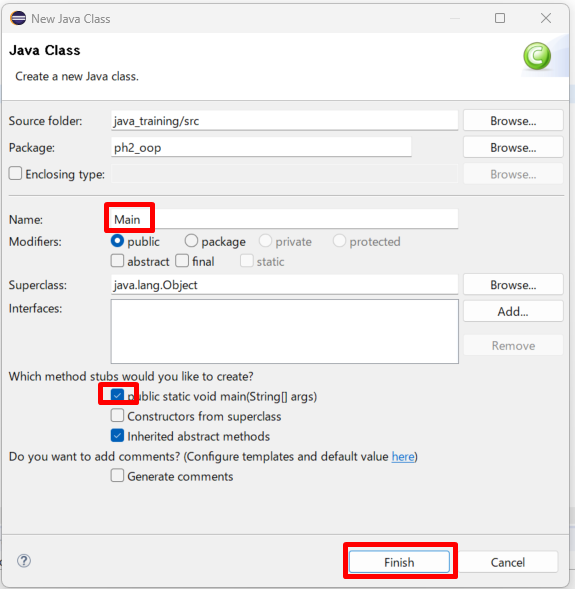 New Java Class
Java Class
Create a new Java class.
Source folder: java_training/src Browse...
Package: ph2_oop Browse...
Enclosing type: Browse...
Name: Main
Modifiers: public package private protected
abstract final static
Superclass: java.lang.Object Browse...
Interfaces: Add...
Remove
Which method stubs would you like to create?
public static void main(String[] args)
Constructors from superclass
Inherited abstract methods
Do you want to add comments? (Configure templates and default value here)
Generate comments
? Finish Cancel